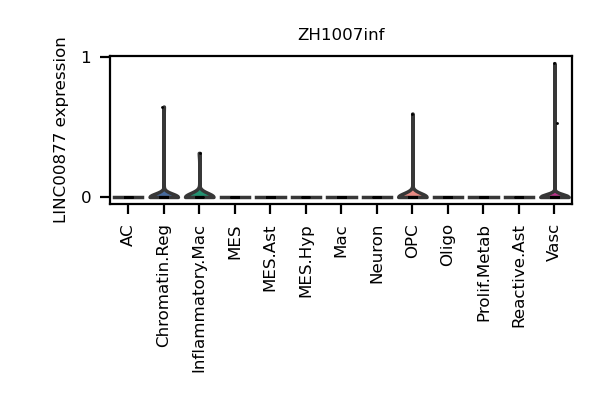 ZH1007inf
LINC00877 expression
1
0
AC
Chromatin.Reg
Inflammatory.Mac
MES
MES.Ast
MES.Hyp
Mac
Neuron
OPC
Oligo
Prolif.Metab
Reactive.Ast
Vasc